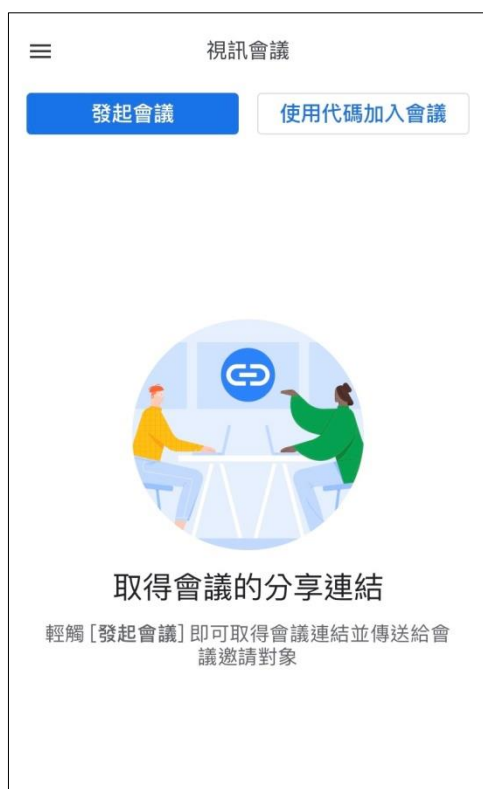 視訊會議
發起會議
使用代碼加入會議
取得會議的分享連結
輕觸 [發起會議] 即可取得會議連結並傳送給會
議邀請對象